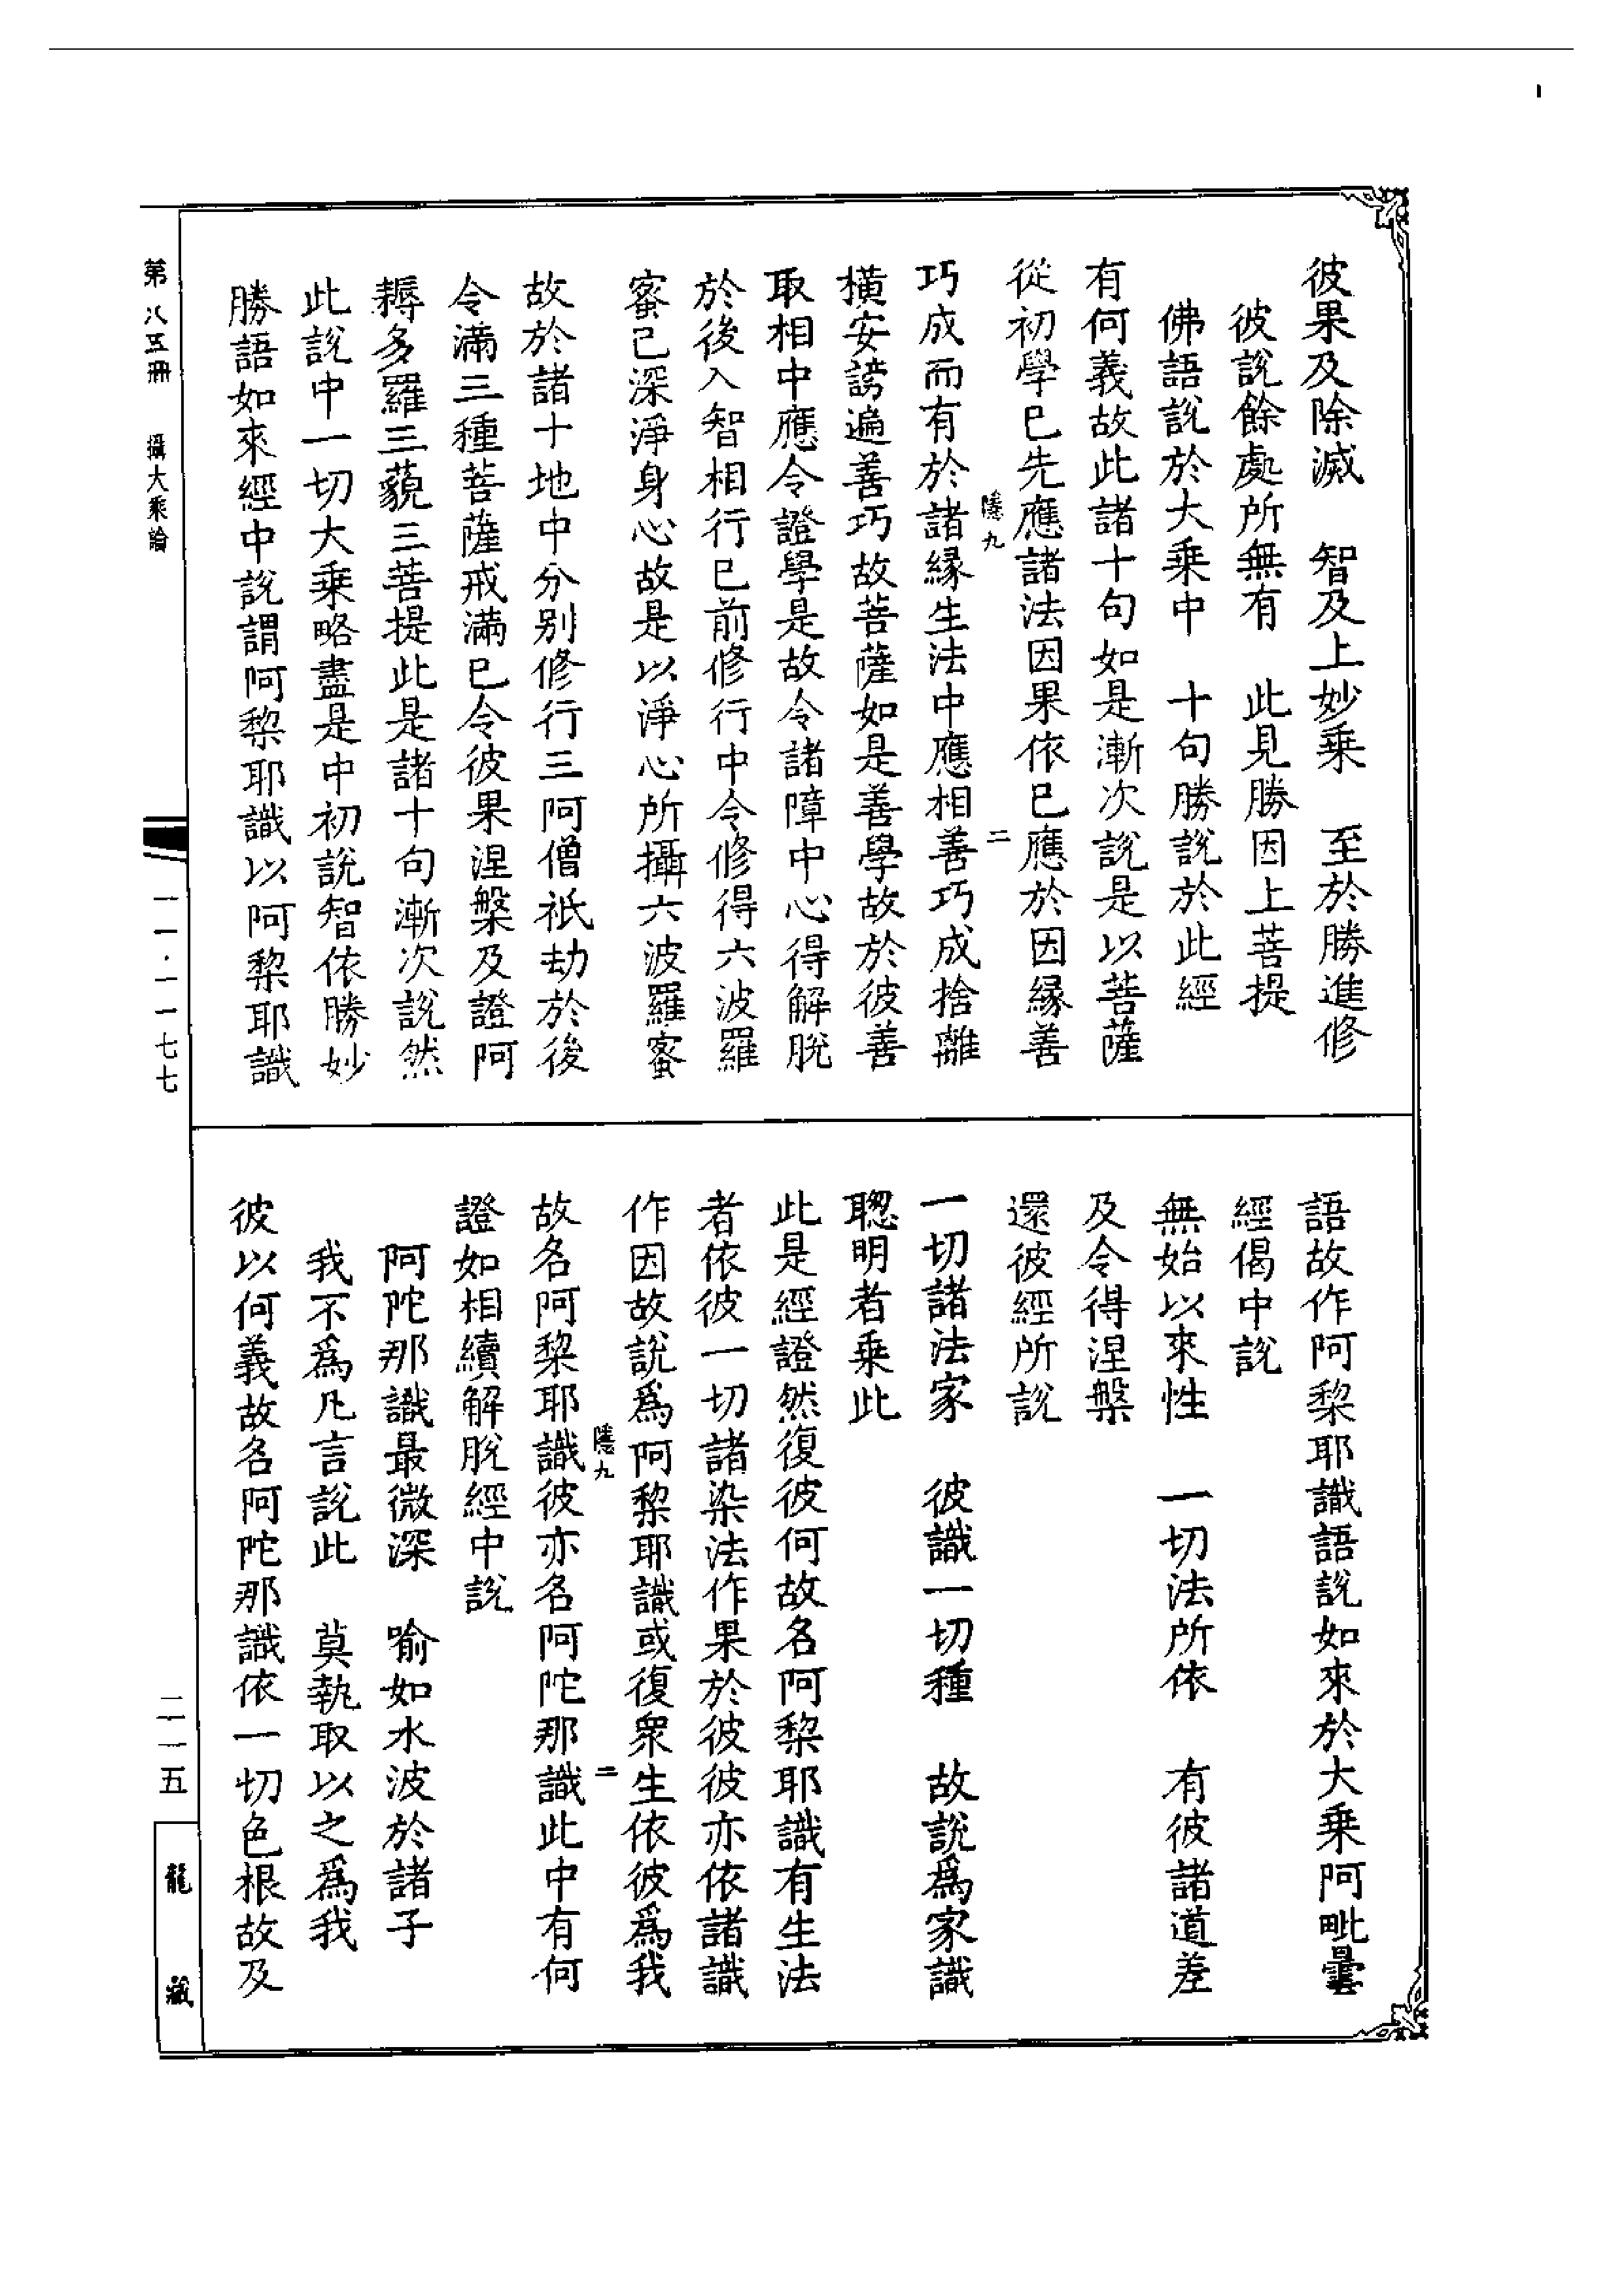 彼果及除滅　智及上妙乗　至於勝進修
彼說餘處所無有　此見勝因上菩提
佛語說於大乗中　十句勝說於此經
有何義故此諸十句如是漸次說是以菩薩
從初學已先應諸法因果依已應於因縁善
巧成而有於諸縁生法中應相善巧成捨離
橫安謗遍善巧故菩薩如是善學故於彼善
取相中應令證學是故令諸障中心得解脫
於後入智相行已前修行中令修得六波羅
蜜已深淨身心故是以淨心所攝六波羅蜜
故於諸十地中分别修行三阿僧祇劫於後
令滿三種菩薩戒滿已令彼果涅槃及證阿
耨多羅三藐三菩提此是諸十句漸次說然
此說中一切大乗略盡是中初說智依勝妙
勝語如來經中說謂阿犂耶識以阿犂耶識
隱九
二
語故作阿犂耶識語說如來於大乗阿毗曇
經偈中說
無始以來性　一切法所依　有彼諸道差
及令得涅槃
還彼經所說
一切諸法家　彼識一切種　故說爲家識
聦明者乗此
此是經證然復彼何故名阿犂耶識有生法
者依彼一切諸染法作果於彼彼亦依諸識
作因故說爲阿犂耶識或復衆生依彼爲我
故名阿犂耶識彼亦名阿陀那識此中有何
證如相續解脫經中說
阿陀那識最微深　喻如水波於諸子
我不爲凡言說此　莫執取以之爲我
彼以何義故名阿陀那識依一切色根故及
隱九
二
第八五冊　攝大乘論
一一·一一七七
二一五
龍藏